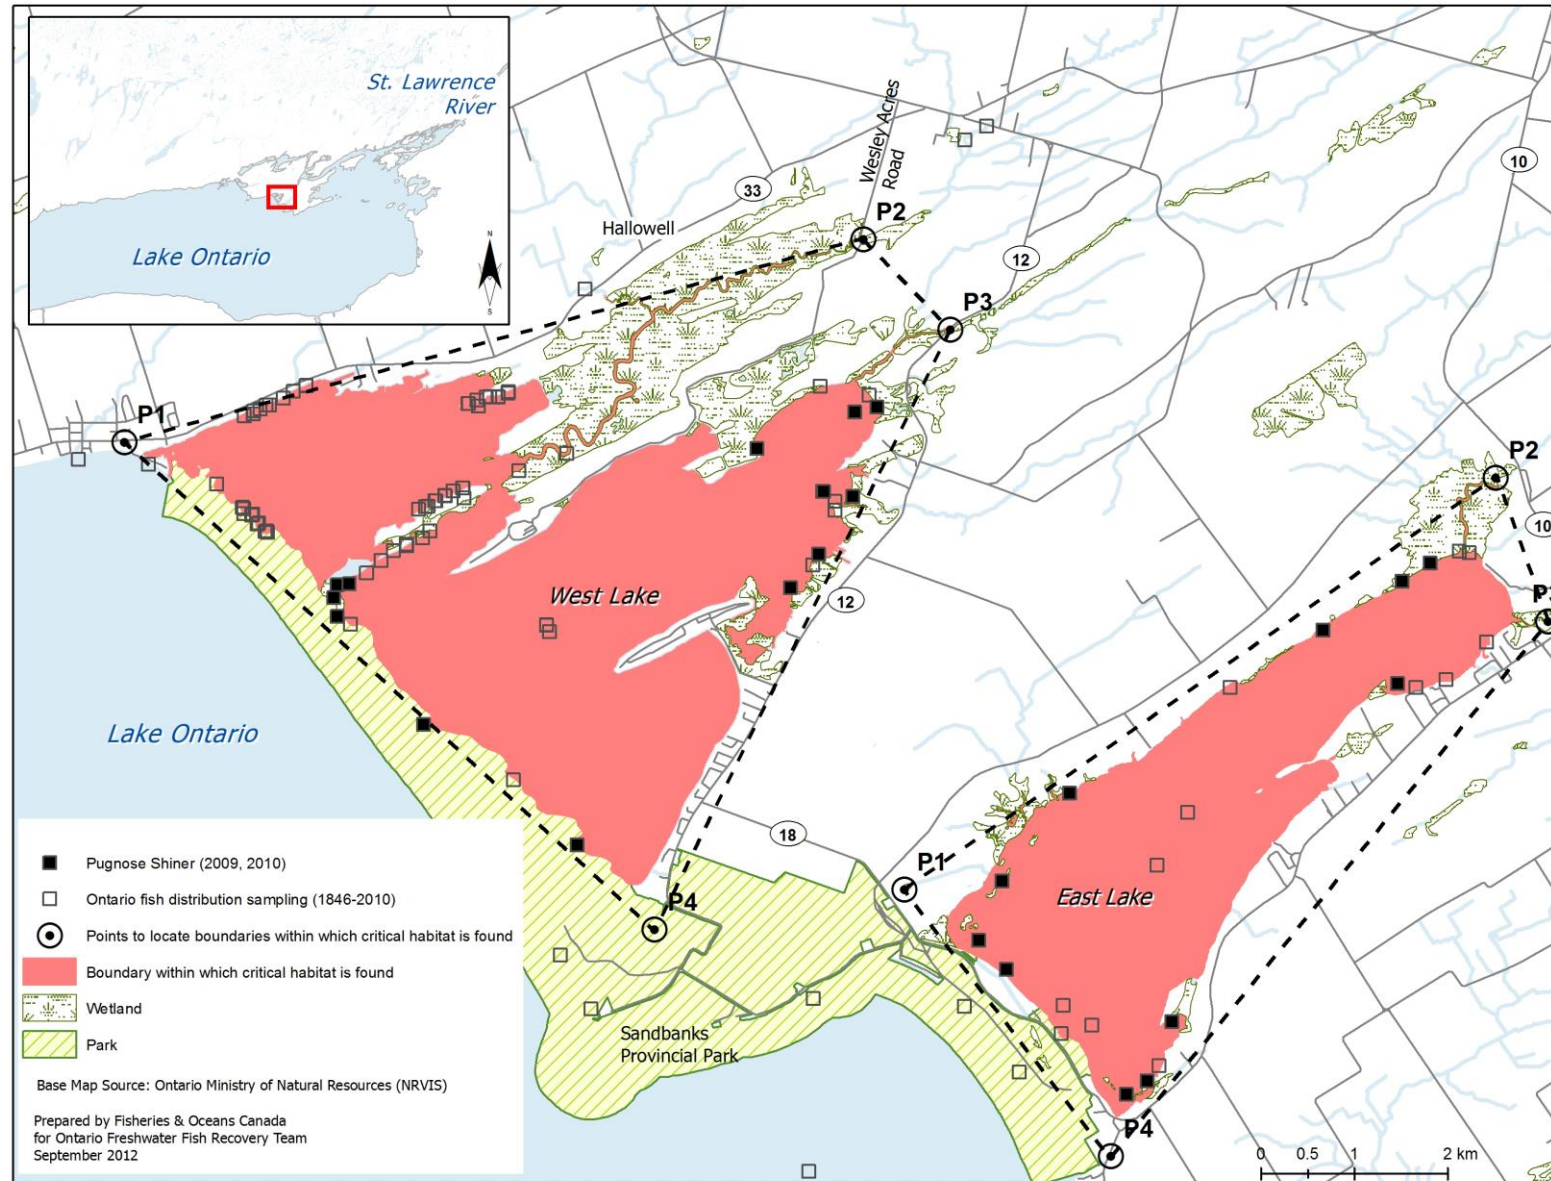 St. Lawrence
River
Lake Ontario
N
S
Wesley Acres
Road
10
33
Hallowell
P2
12
P3
P1
P2
10
West Lake
12
P3
Lake Ontario
18
P1
East Lake
P4
Pugnose Shiner (2009, 2010)
Ontario fish distribution sampling (1846-2010)
Points to locate boundaries within which critical habitat is found
Boundary within which critical habitat is found
Wetland
Park
Base Map Source: Ontario Ministry of Natural Resources (NRVIS)
Prepared by Fisheries & Oceans Canada
for Ontario Freshwater Fish Recovery Team
September 2012
Sandbanks
Provincial Park
P4
0 0.5 1 2 km